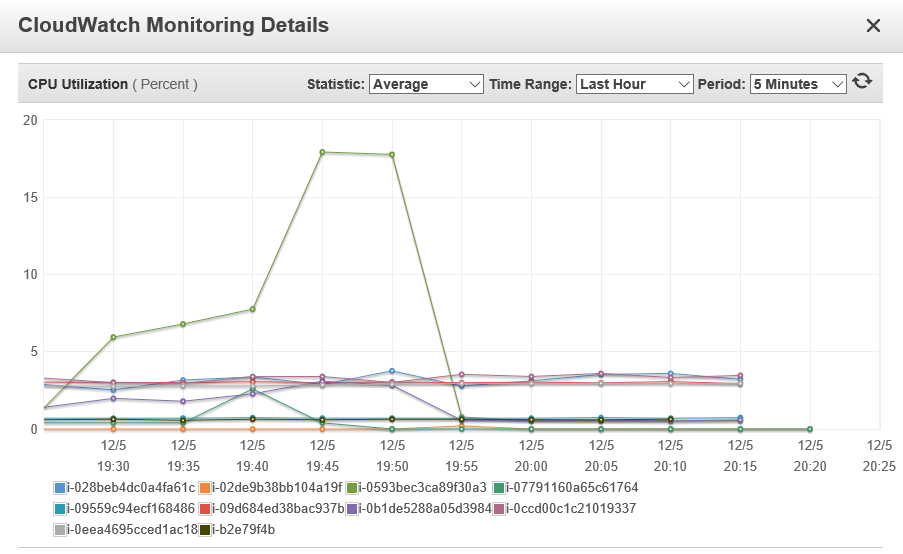 CloudWatch Monitoring Details
CPU Utilization ( Percent ) Statistic: Average Time Range: Last Hour Period: 5 Minutes
20
15
10
5
0
12/5 12/5 12/5 12/5 12/5 12/5 12/5 12/5 12/5 12/5 12/5 12/5
19:30 19:35 19:40 19:45 19:50 19:55 20:00 20:05 20:10 20:15 20:20 20:25
i-028beb4dc0a4fa61c i-02de9b38bb104a19f i-0593bec3ca89f30a3 i-07791160a65c61764
i-09559c94ecf168486 i-09d684ed38bac937b i-0b1de5288a05d3984 i-0ccd00c1c21019337
i-0eea4695cced1ac18 i-b2e79f4b